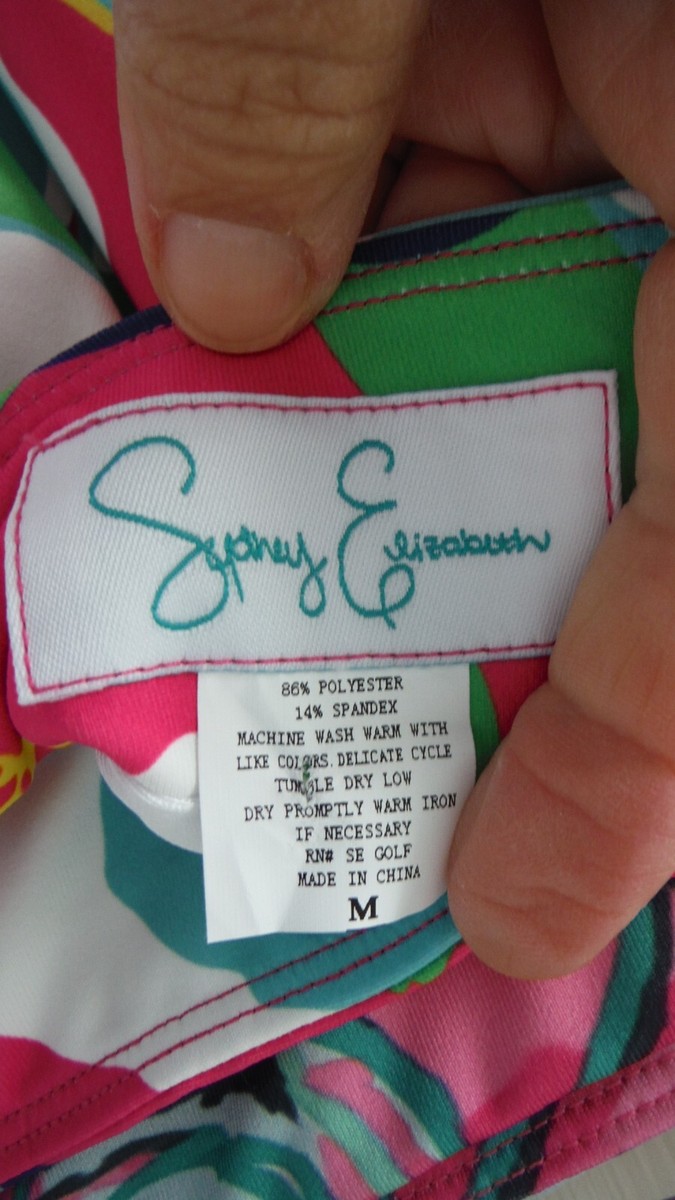 Sydney Elizabeth
86% POLYESTER
14% SPANDEX
MACHINE WASH WARM WITH
LIKE COLORS. DELICATE CYCLE
TUMBLE DRY LOW
DRY PROMPTLY WARM IRON
IF NECESSARY
RN# SE GOLF
MADE IN CHINA
M